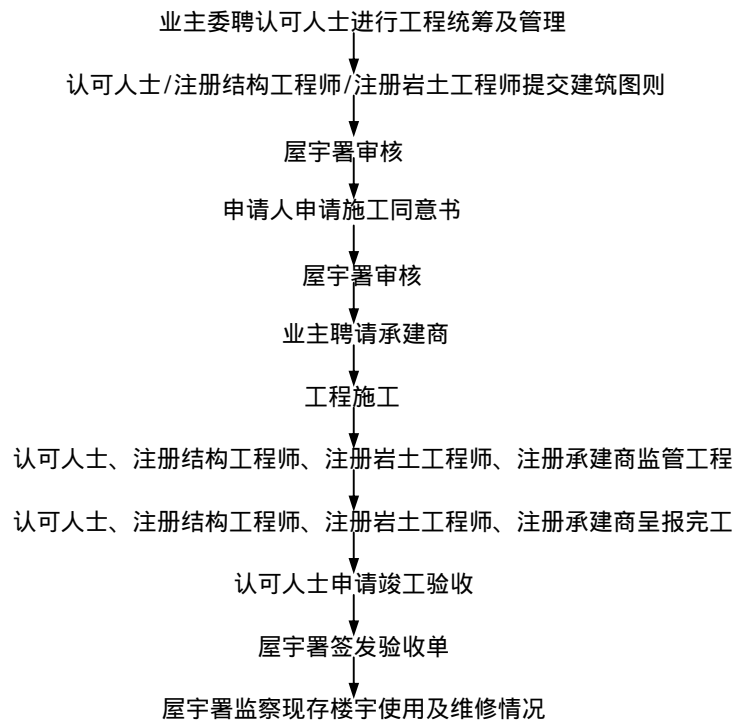 业主委聘认可人士进行工程统筹及管理
认可人士/注册结构工程师/注册岩土工程师提交建筑图则
屋宇署审核
申请人申请施工同意书
屋宇署审核
业主聘请承建商
工程施工
认可人士、注册结构工程师、注册岩土工程师、注册承建商监管工程
认可人士、注册结构工程师、注册岩土工程师、注册承建商呈报完工
认可人士申请竣工验收
屋宇署签发验收单
屋宇署监察现存楼宇使用及维修情况